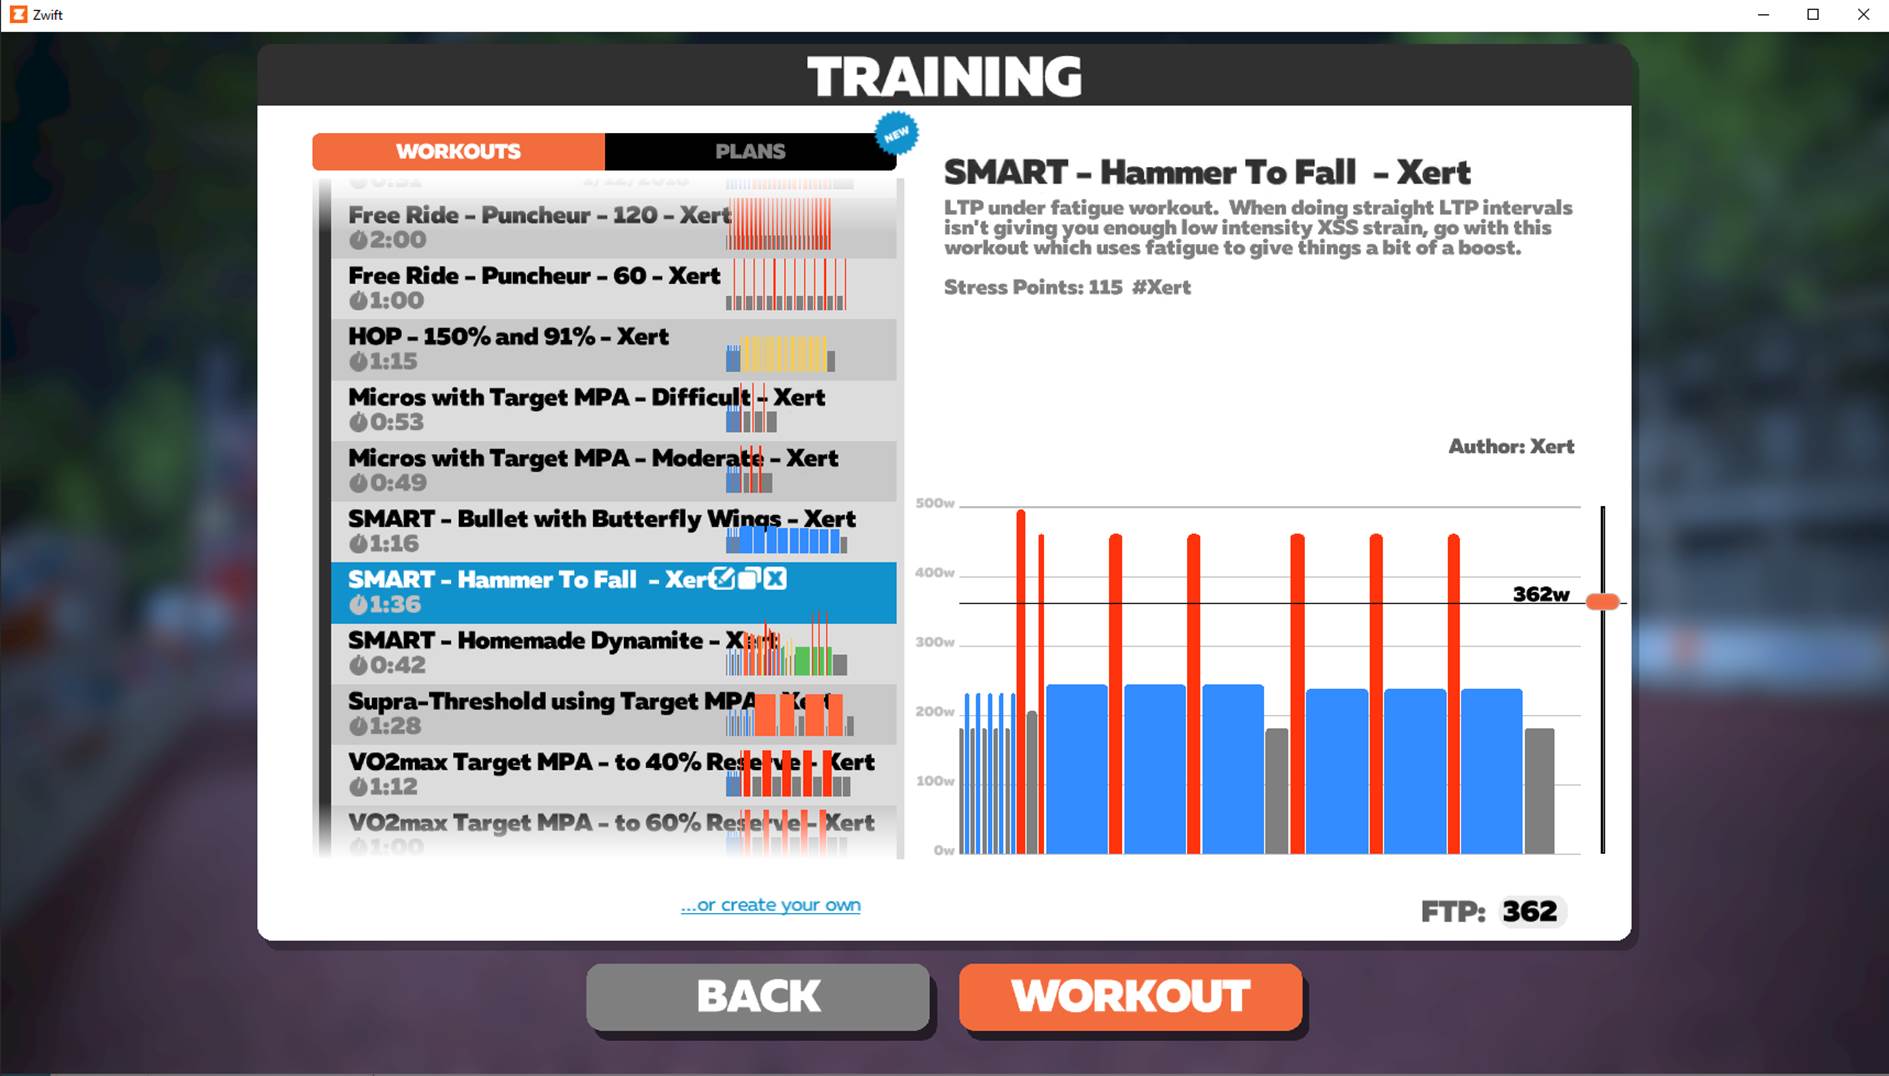 Zwift
TRAINING
WORKOUTS
PLANS
NEW
Free Ride - Puncheur - 120 - Xert
2:00
Free Ride - Puncheur - 60 - Xert
1:00
HOP - 150% and 91% - Xert
1:15
Micros with Target MPA - Difficult - Xert
0:53
Micros with Target MPA - Moderate - Xert
0:49
SMART - Bullet with Butterfly Wings - Xert
1:16
SMART - Hammer To Fall - Xert
1:36
SMART - Homemade Dynamite - Xert
0:42
Supra-Threshold using Target MPA - Xert
1:28
VO2max Target MPA - to 40% Reserve - Xert
1:12
VO2max Target MPA - to 60% Reserve - Xert
1:00
...or create your own
SMART - Hammer To Fall - Xert
LTP under fatigue workout. When doing straight LTP intervals
isn't giving you enough low intensity XSS strain, go with this
workout which uses fatigue to give things a bit of a boost.
Stress Points: 115 #Xert
Author: Xert
500w
400w
362w
300w
200w
100w
0w
FTP: 362
BACK
WORKOUT